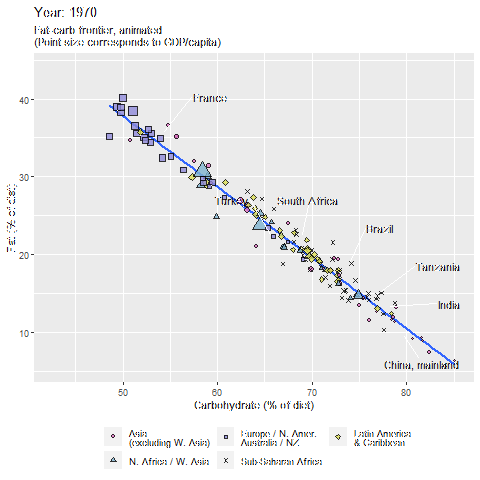 Year: 1970
Fat-carb frontier, animated
(Point size corresponds to GDP/capita)
Fat (% of diet)
40
30
20
10
France
South Africa
Brazil
Tanzania
India
China, mainland
50
60
70
80
Carbohydrate (% of diet)
Asia
(excluding W. Asia)
Europe / N. Amer.
Australia / NZ
Latin America
& Caribbean
N. Africa / W. Asia
Sub-Saharan Africa